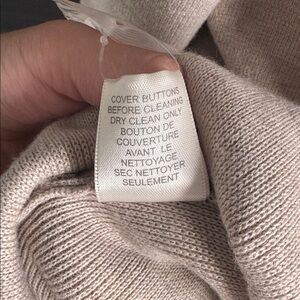 COVER BUTTONS
BEFORE CLEANING
DRY CLEAN ONLY
BOUTON DE
COUVERTURE
AVANT LE
NETTOYAGE
SEC NETTOYER
SEULEMENT